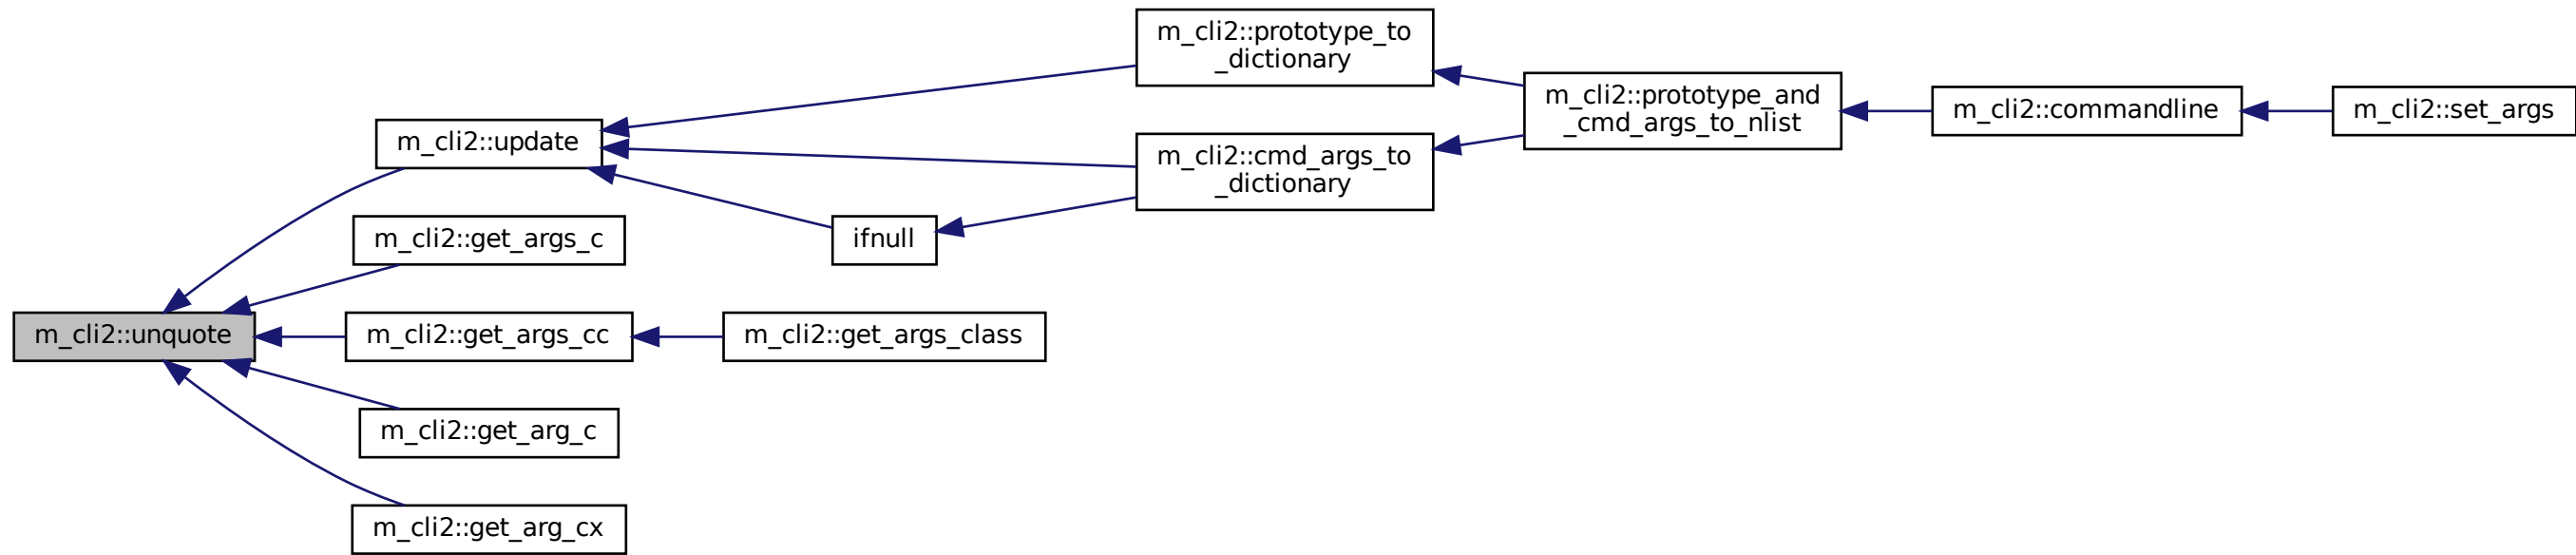 m_cli2::prototype_to
_dictionary
m_cli2::prototype_and
_cmd_args_to_nlist
m_cli2::commandline
m_cli2::set_args
m_cli2::update
m_cli2::cmd_args_to
_dictionary
m_cli2::get_args_c
ifnull
m_cli2::unquote
m_cli2::get_args_cc
m_cli2::get_args_class
m_cli2::get_arg_c
m_cli2::get_arg_cx